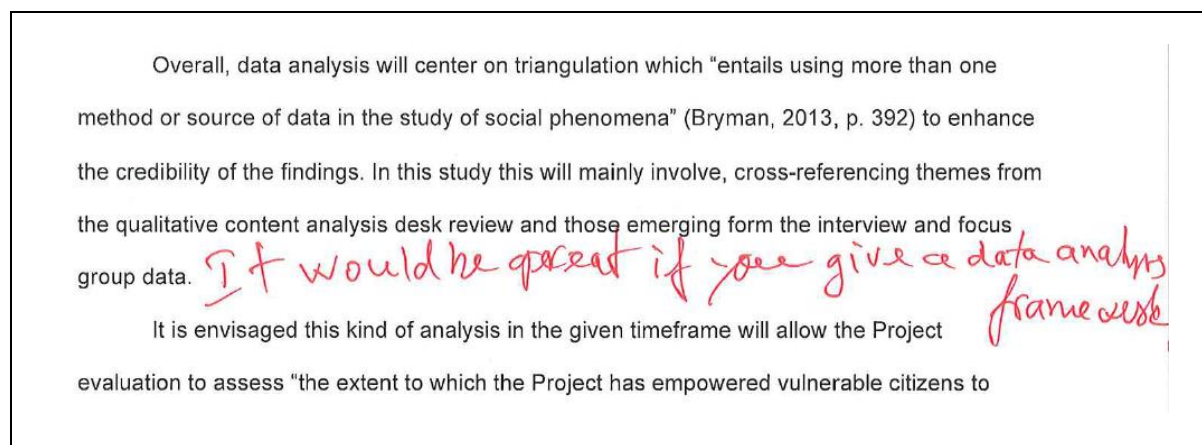 Overall, data analysis will center on triangulation which "entails using more than one
method or source of data in the study of social phenomena" (Bryman, 2013, p. 392) to enhance
the credibility of the findings. In this study this will mainly involve, cross-referencing themes from
the qualitative content analysis desk review and those emerging form the interview and focus
group data. It would be great if you give a data analysis
framework
It is envisaged this kind of analysis in the given timeframe will allow the Project
evaluation to assess "the extent to which the Project has empowered vulnerable citizens to